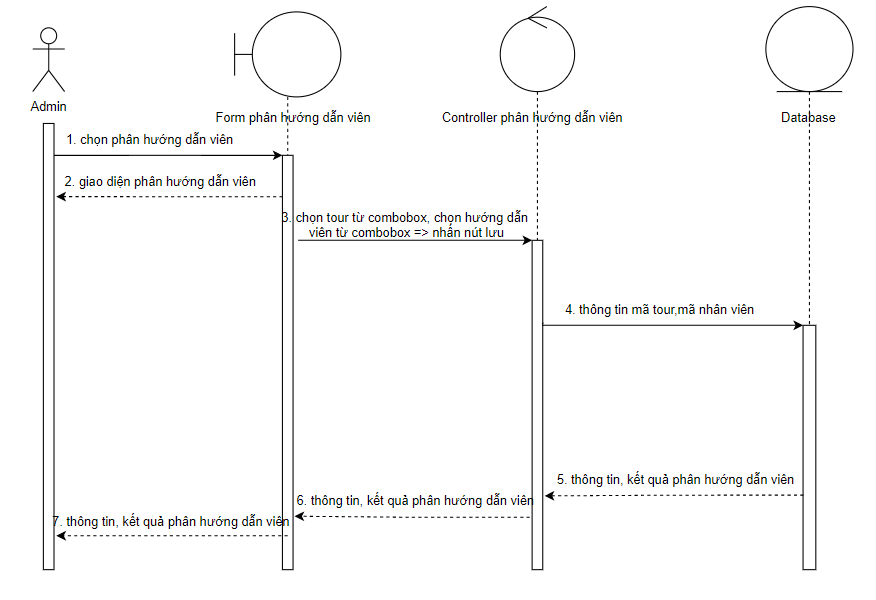 Admin
Form phân hướng dẫn viên
Controller phân hướng dẫn viên
Database
1. chọn phân hướng dẫn viên
2. giao diện phân hướng dẫn viên
3. chọn tour từ combobox, chọn hướng dẫn
viên từ combobox => nhấn nút lưu
4. thông tin mã tour,mã nhân viên
5. thông tin, kết quả phân hướng dẫn viên
6. thông tin, kết quả phân hướng dẫn viên
7. thông tin, kết quả phân hướng dẫn viên